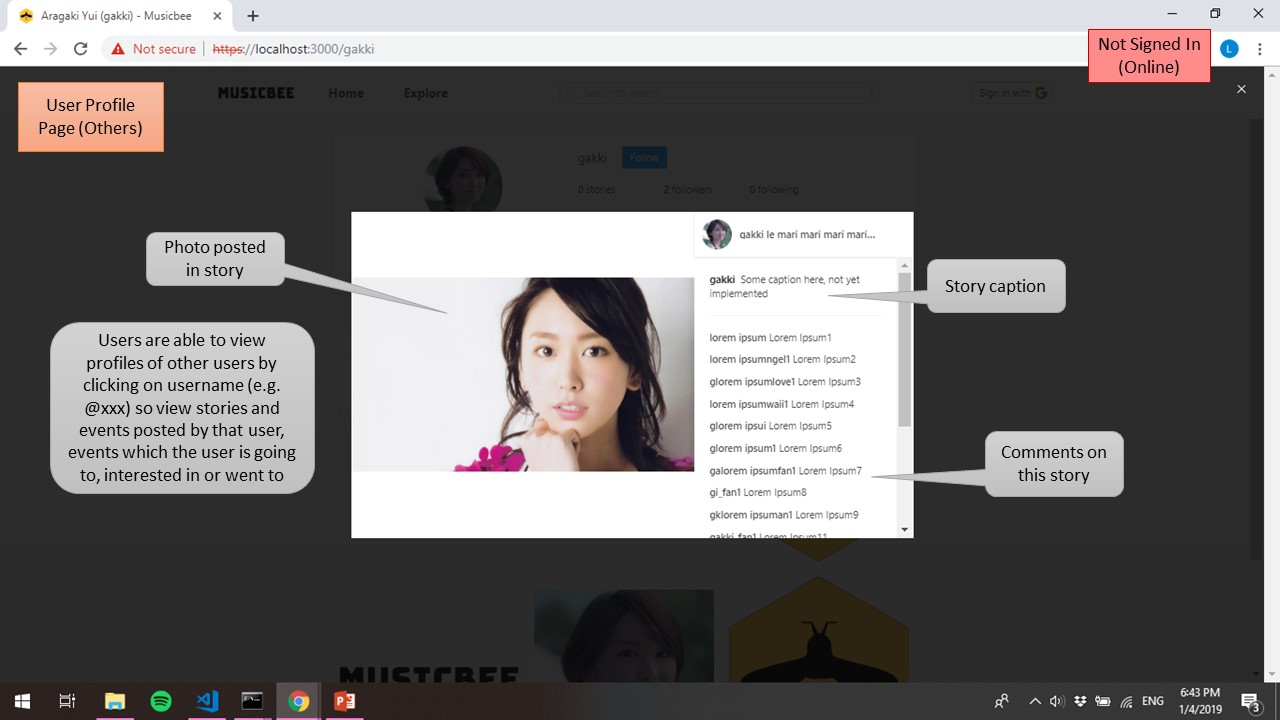 Aragaki Yui (gakki) - Musicbee
Not secure
https://localhost:3000/gakki
L
Not Signed In
(Online)
User Profile
Page (Others)
MUSICBEE
Home
Explore
Search for stories
Sign in with
gakki
Follow
0 stories
2 followers
0 following
gakki le mari mari mari mari...
gakki Some caption here, not yet
implemented
lorem ipsum Lorem Ipsum1
lorem ipsumngel1 Lorem Ipsum2
glorem ipsumlove1 Lorem Ipsum3
lorem ipsumwaii1 Lorem Ipsum4
glorem ipsui Lorem Ipsum5
glorem ipsum1 Lorem Ipsum6
galorem ipsumfan1 Lorem Ipsum7
gi_fan1 Lorem Ipsum8
gklorem ipsuman1 Lorem Ipsum9
gakki_fan1 Lorem Ipsum11
Photo posted
in story
Users are able to view
profiles of other users by
clicking on username (e.g.
@xxx) so view stories and
events posted by that user,
events which the user is going
to, interested in or went to
Story caption
Comments on
this story
MUSICBEE
ENG
6:43 PM
1/4/2019
3